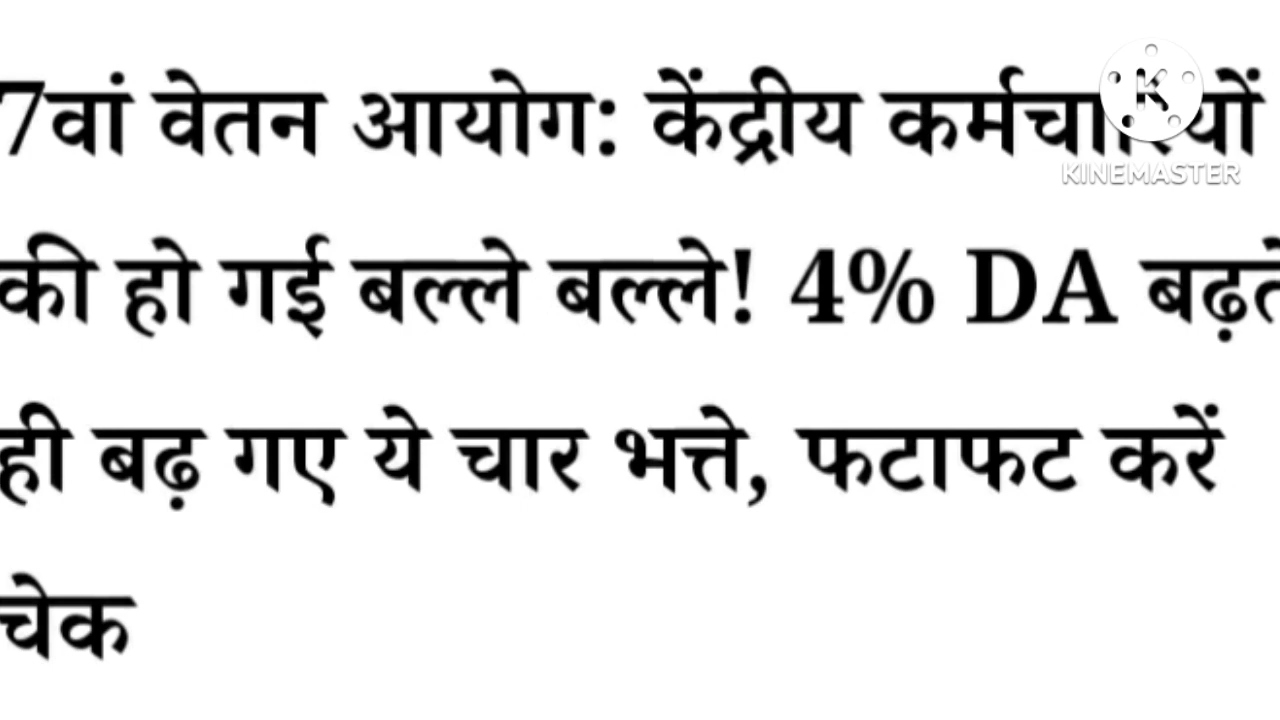 7वां वेतन आयोग: केंद्रीय कर्मचारियों
की हो गई बल्ले बल्ले! 4% DA बढ़ते
ही बढ़ गए ये चार भत्ते, फटाफट करें
चेक
K
KINEMASTER